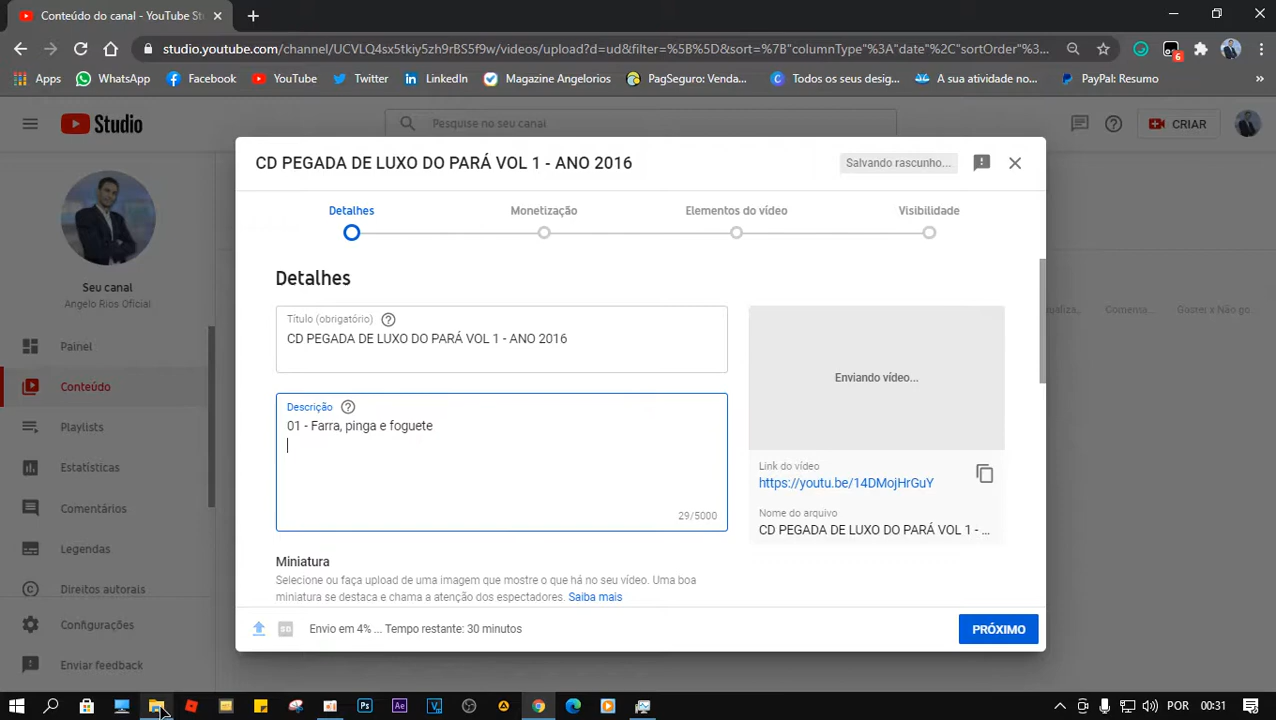 Conteúdo do canal - YouTube St
studio.youtube.com/channel/UCVLQ4sx5tkiy5zh9rBS5f9w/videos/upload?d=ud&filter=%5B%5D&sort=%7B"columnType"%3A"date"%2C"sortOrder"%3...
Apps WhatsApp Facebook YouTube Twitter LinkedIn Magazine Angelorios PagSeguro: Venda... Todos os seus desig... A sua atividade no... PayPal: Resumo »
6
Studio
Pesquise no seu canal
CRIAR
CD PEGADA DE LUXO DO PARÁ VOL 1 - ANO 2016
Salvando rascunho...
Detalhes
Monetização
Elementos do vídeo
Visibilidade
Seu canal
Angelo Rios Oficial
Painel
Conteúdo
Playlists
Estatísticas
Comentários
Legendas
Direitos autorais
Configurações
Enviar feedback
Comenta...
Gostei x Não go
Detalhes
Título (obrigatório)
CD PEGADA DE LUXO DO PARÁ VOL 1 - ANO 2016
Descrição
01 - Farra, pinga e foguete
29/5000
Enviando vídeo...
Link do vídeo
https://youtu.be/14DMojHrGuY
Nome do arquivo
CD PEGADA DE LUXO DO PARÁ VOL 1 - ...
Miniatura
Selecione ou faça upload de uma imagem que mostre o que há no seu vídeo. Uma boa
miniatura se destaca e chama a atenção dos espectadores. Saiba mais
SD
Envio em 4% ... Tempo restante: 30 minutos
PRÓXIMO
Ps
Ae
POR
00:31